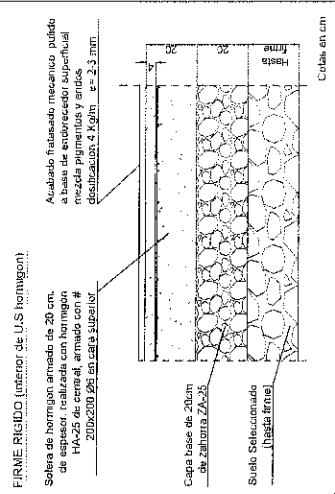 FIRME RIGIDO (interior de U.S hormigon)
Solera de hormigon armado de 20 cm.
de espesor, realizada con hormigón
HA-25 de central, armado con #
200x200 Ø6 en cara superior
Acabado fratasado mecanico pulido
a base de endurecedor superficial
mezcla pigmentos y aridos
dosificación 4 Kg/m e= 2-3 mm
Capa base de 20cm
de zahorra ZA-25
Suelo Seleccionado
(hasta firme)
4
20
20
Hasta
firme
Cotas en cm